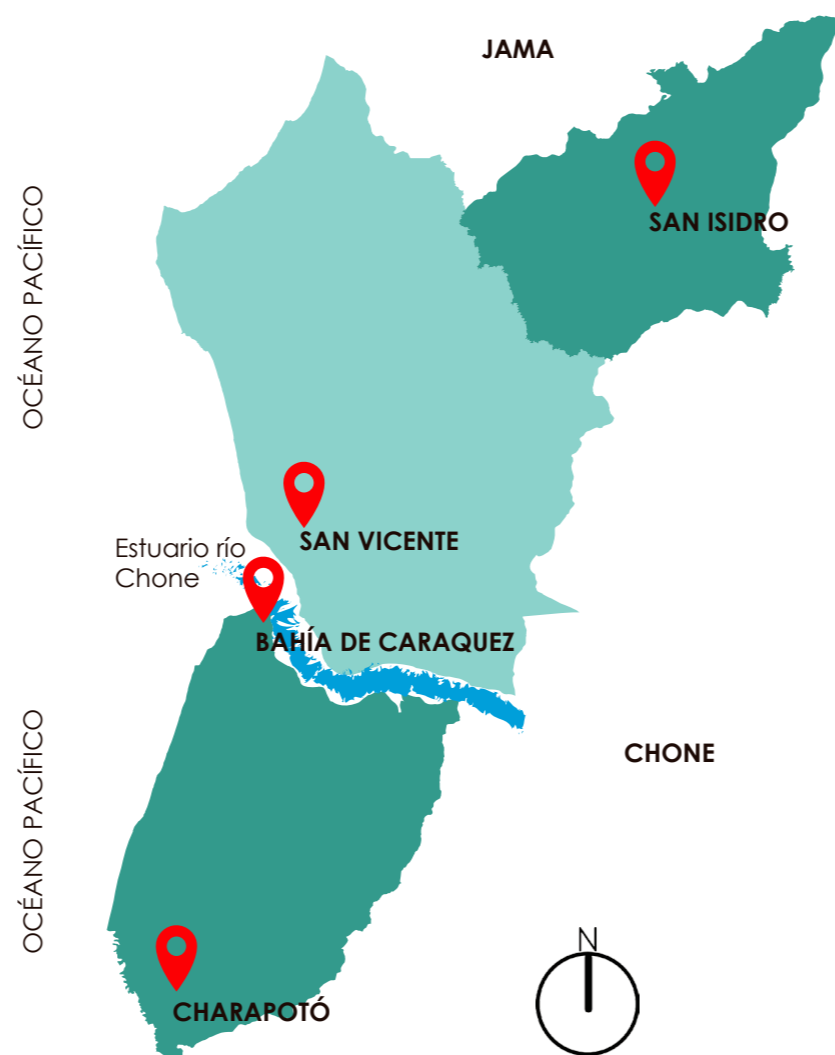 JAMA
SAN ISIDRO
OCÉANO PACÍFICO
SAN VICENTE
Estuario río
Chone
BAHÍA DE CARAQUEZ
OCÉANO PACÍFICO
CHONE
N
CHARAPOTÓ